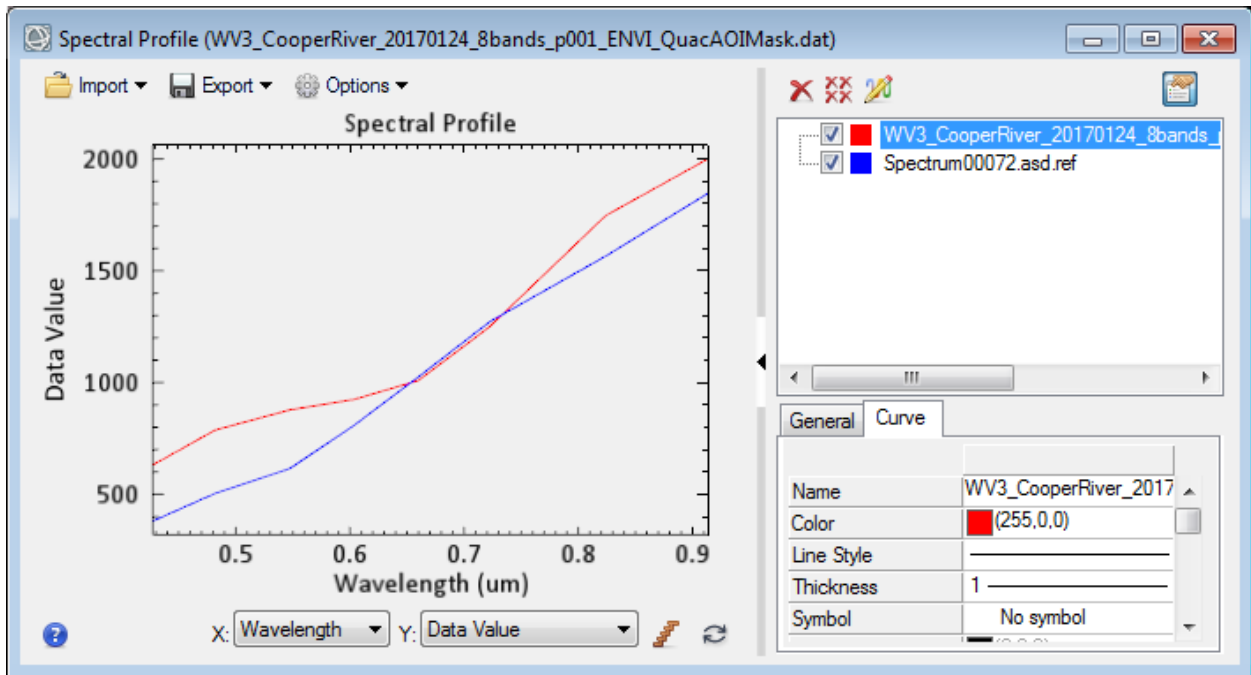 Spectral Profile (WV3_CooperRiver_20170124_8bands_p001_ENVI_QuacAOIMask.dat)
Import Export Options
Spectral Profile
2000
1500
1000
500
Data Value
0.5 0.6 0.7 0.8 0.9
Wavelength (um)
X: Wavelength Y: Data Value
WV3_CooperRiver_20170124_8bands_
Spectrum00072.asd.ref
General Curve
Name WV3_CooperRiver_2017
Color (255,0,0)
Line Style
Thickness 1
Symbol No symbol